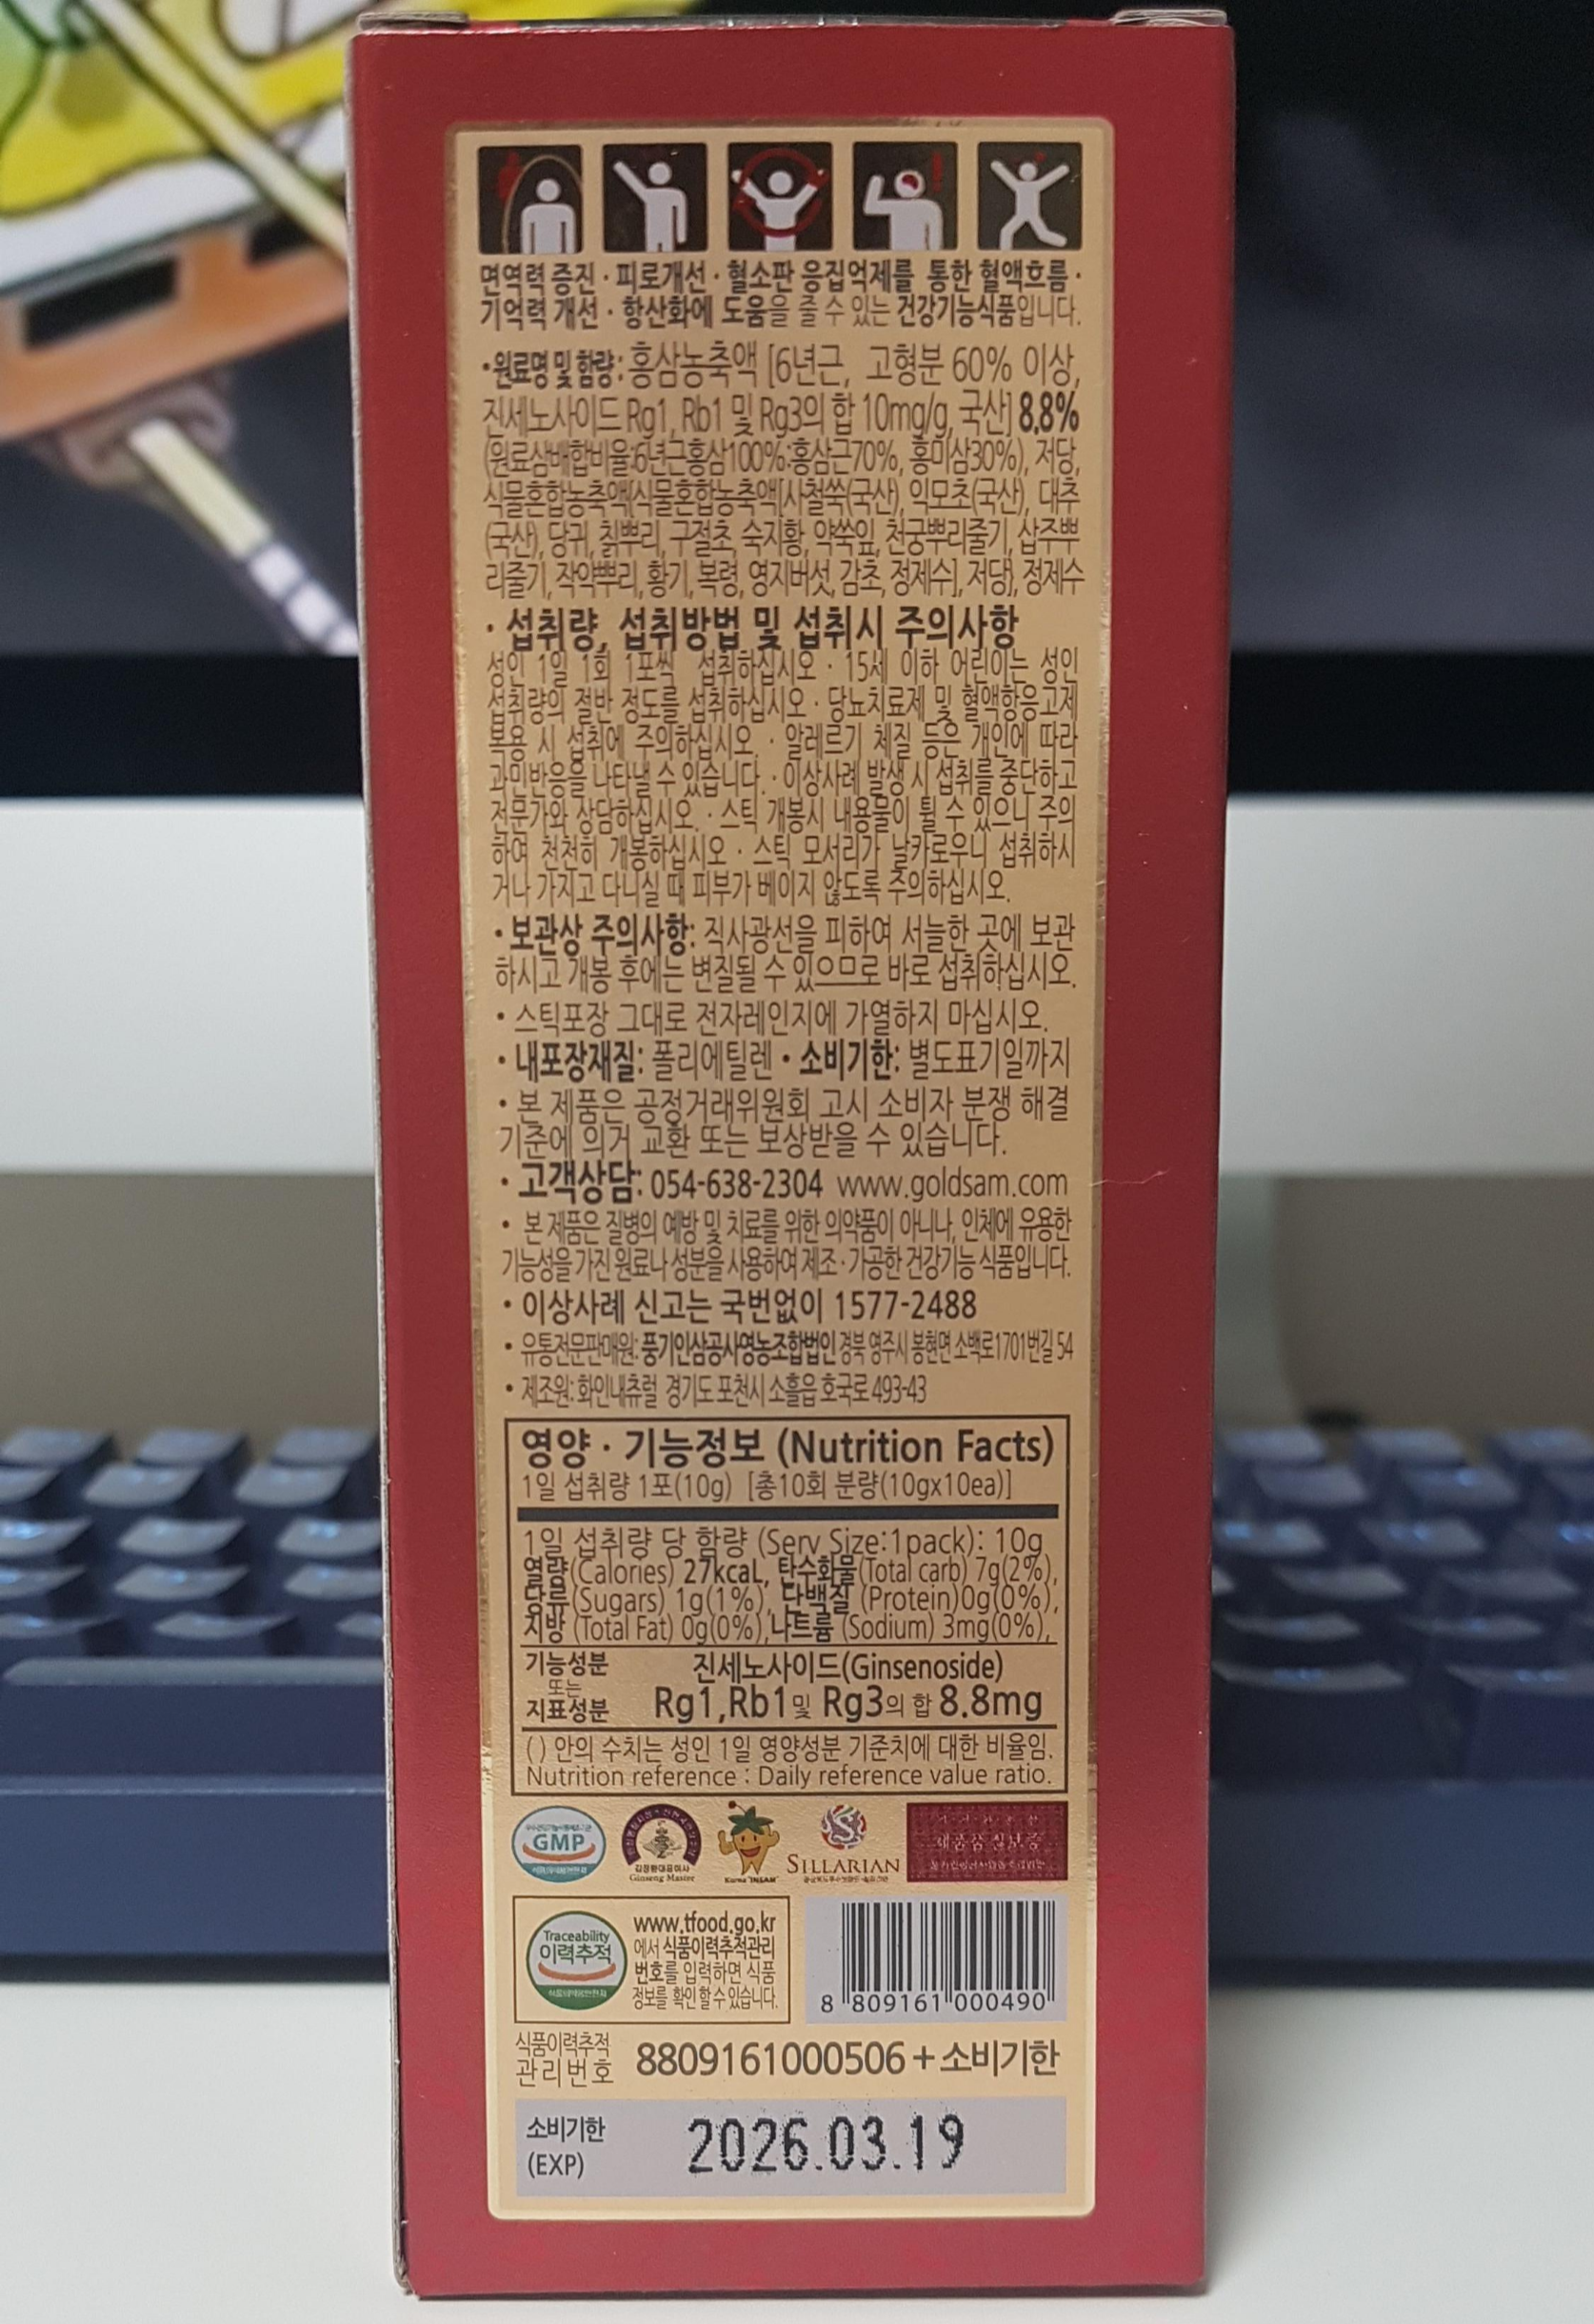 면역력 증진 · 피로개선 · 혈소판 응집억제를 통한 혈액흐름 ·
기억력 개선 · 항산화에 도움을 줄 수 있는 건강기능식품입니다.
·원료명 및 함량: 홍삼농축액 [6년근, 고형분 60% 이상,
진세노사이드 Rg1, Rb1 및 Rg3의 합 10mg/g, 국산] 8.8%
(원료삼배합비율:6년근홍삼100%:홍삼근70%, 홍미삼30%), 저당,
식물혼합농축액{식물혼합농축액[사철쑥(국산), 익모초(국산), 대추
(국산), 당귀, 칡뿌리, 구절초, 숙지황, 약쑥잎, 천궁뿌리줄기, 삽주뿌
리줄기, 작약뿌리, 황기, 복령, 영지버섯, 감초, 정제수], 저당}, 정제수
· 섭취량, 섭취방법 및 섭취시 주의사항
성인 1일 1회 1포씩 섭취하십시오 · 15세 이하 어린이는 성인
섭취량의 절반 정도를 섭취하십시오 · 당뇨치료제 및 혈액항응고제
복용 시 섭취에 주의하십시오. · 알레르기 체질 등은 개인에 따라
과민반응을 나타낼 수 있습니다. · 이상사례 발생 시 섭취를 중단하고
전문가와 상담하십시오. · 스틱 개봉시 내용물이 튈 수 있으니 주의
하여 천천히 개봉하십시오 · 스틱 모서리가 날카로우니 섭취하시
거나 가지고 다니실 때 피부가 베이지 않도록 주의하십시오.
· 보관상 주의사항: 직사광선을 피하여 서늘한 곳에 보관
하시고 개봉 후에는 변질될 수 있으므로 바로 섭취하십시오.
· 스틱포장 그대로 전자레인지에 가열하지 마십시오.
· 내포장재질: 폴리에틸렌 · 소비기한: 별도표기일까지
· 본 제품은 공정거래위원회 고시 소비자 분쟁 해결
기준에 의거 교환 또는 보상받을 수 있습니다.
· 고객상담: 054-638-2304 www.goldsam.com
· 본 제품은 질병의 예방 및 치료를 위한 의약품이 아니나, 인체에 유용한
기능성을 가진 원료나 성분을 사용하여 제조·가공한 건강기능 식품입니다.
· 이상사례 신고는 국번없이 1577-2488
· 유통전문판매원: 풍기인삼공사영농조합법인 경북 영주시 봉현면 소백로1701번길 54
· 제조원: 화인내츄럴 경기도 포천시 소흘읍 호국로 493-43
영양 · 기능정보 (Nutrition Facts)
1일 섭취량 1포(10g) [총10회 분량(10gx10ea)]
1일 섭취량 당 함량 (Serv Size:1pack): 10g
열량(Calories) 27kcaL, 탄수화물(Total carb) 7g(2%),
당류(Sugars) 1g(1%), 단백질 (Protein)0g(0%),
지방 (Total Fat) 0g(0%),나트륨 (Sodium) 3mg(0%),
기능성분
또는
지표성분
진세노사이드(Ginsenoside)
Rg1,Rb1및 Rg3의 합 8.8mg
( ) 안의 수치는 성인 1일 영양성분 기준치에 대한 비율임.
Nutrition reference : Daily reference value ratio.
GMP
Ginseng Master
Korea "INSAM"
SILLARIAN
제품품질보증
Traceability
이력추적
www.tfood.go.kr
에서 식품이력추적관리
번호를 입력하면 식품
정보를 확인 할 수 있습니다.
8 809161 000490
식품이력추적
관리번호
8809161000506+소비기한
소비기한
(EXP)
2026.03.19